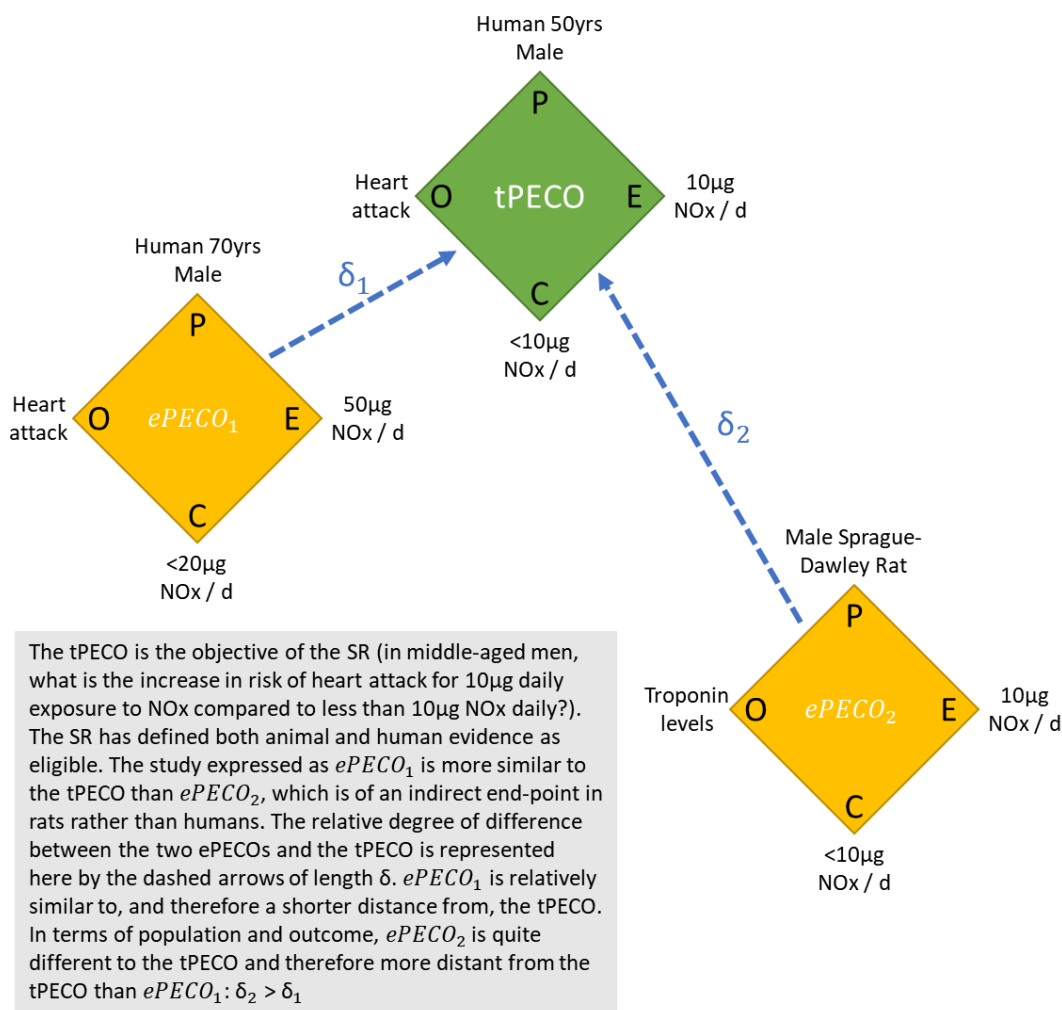 Human 50yrs
Male
P
Heart
attack
O
tPECO
E
10µg
NOx / d
C
<10µg
NOx / d
δ₁
Human 70yrs
Male
P
Heart
attack
O
ePECO₁
E
50µg
NOx / d
C
<20µg
NOx / d
δ₂
Male Sprague-
Dawley Rat
P
Troponin
levels
O
ePECO₂
E
10µg
NOx / d
C
<10µg
NOx / d
The tPECO is the objective of the SR (in middle-aged men,
what is the increase in risk of heart attack for 10µg daily
exposure to NOx compared to less than 10µg NOx daily?).
The SR has defined both animal and human evidence as
eligible. The study expressed as ePECO₁ is more similar to
the tPECO than ePECO₂, which is of an indirect end-point in
rats rather than humans. The relative degree of difference
between the two ePECOs and the tPECO is represented
here by the dashed arrows of length δ. ePECO₁ is relatively
similar to, and therefore a shorter distance from, the tPECO.
In terms of population and outcome, ePECO₂ is quite
different to the tPECO and therefore more distant from the
tPECO than ePECO₁: δ₂ > δ₁